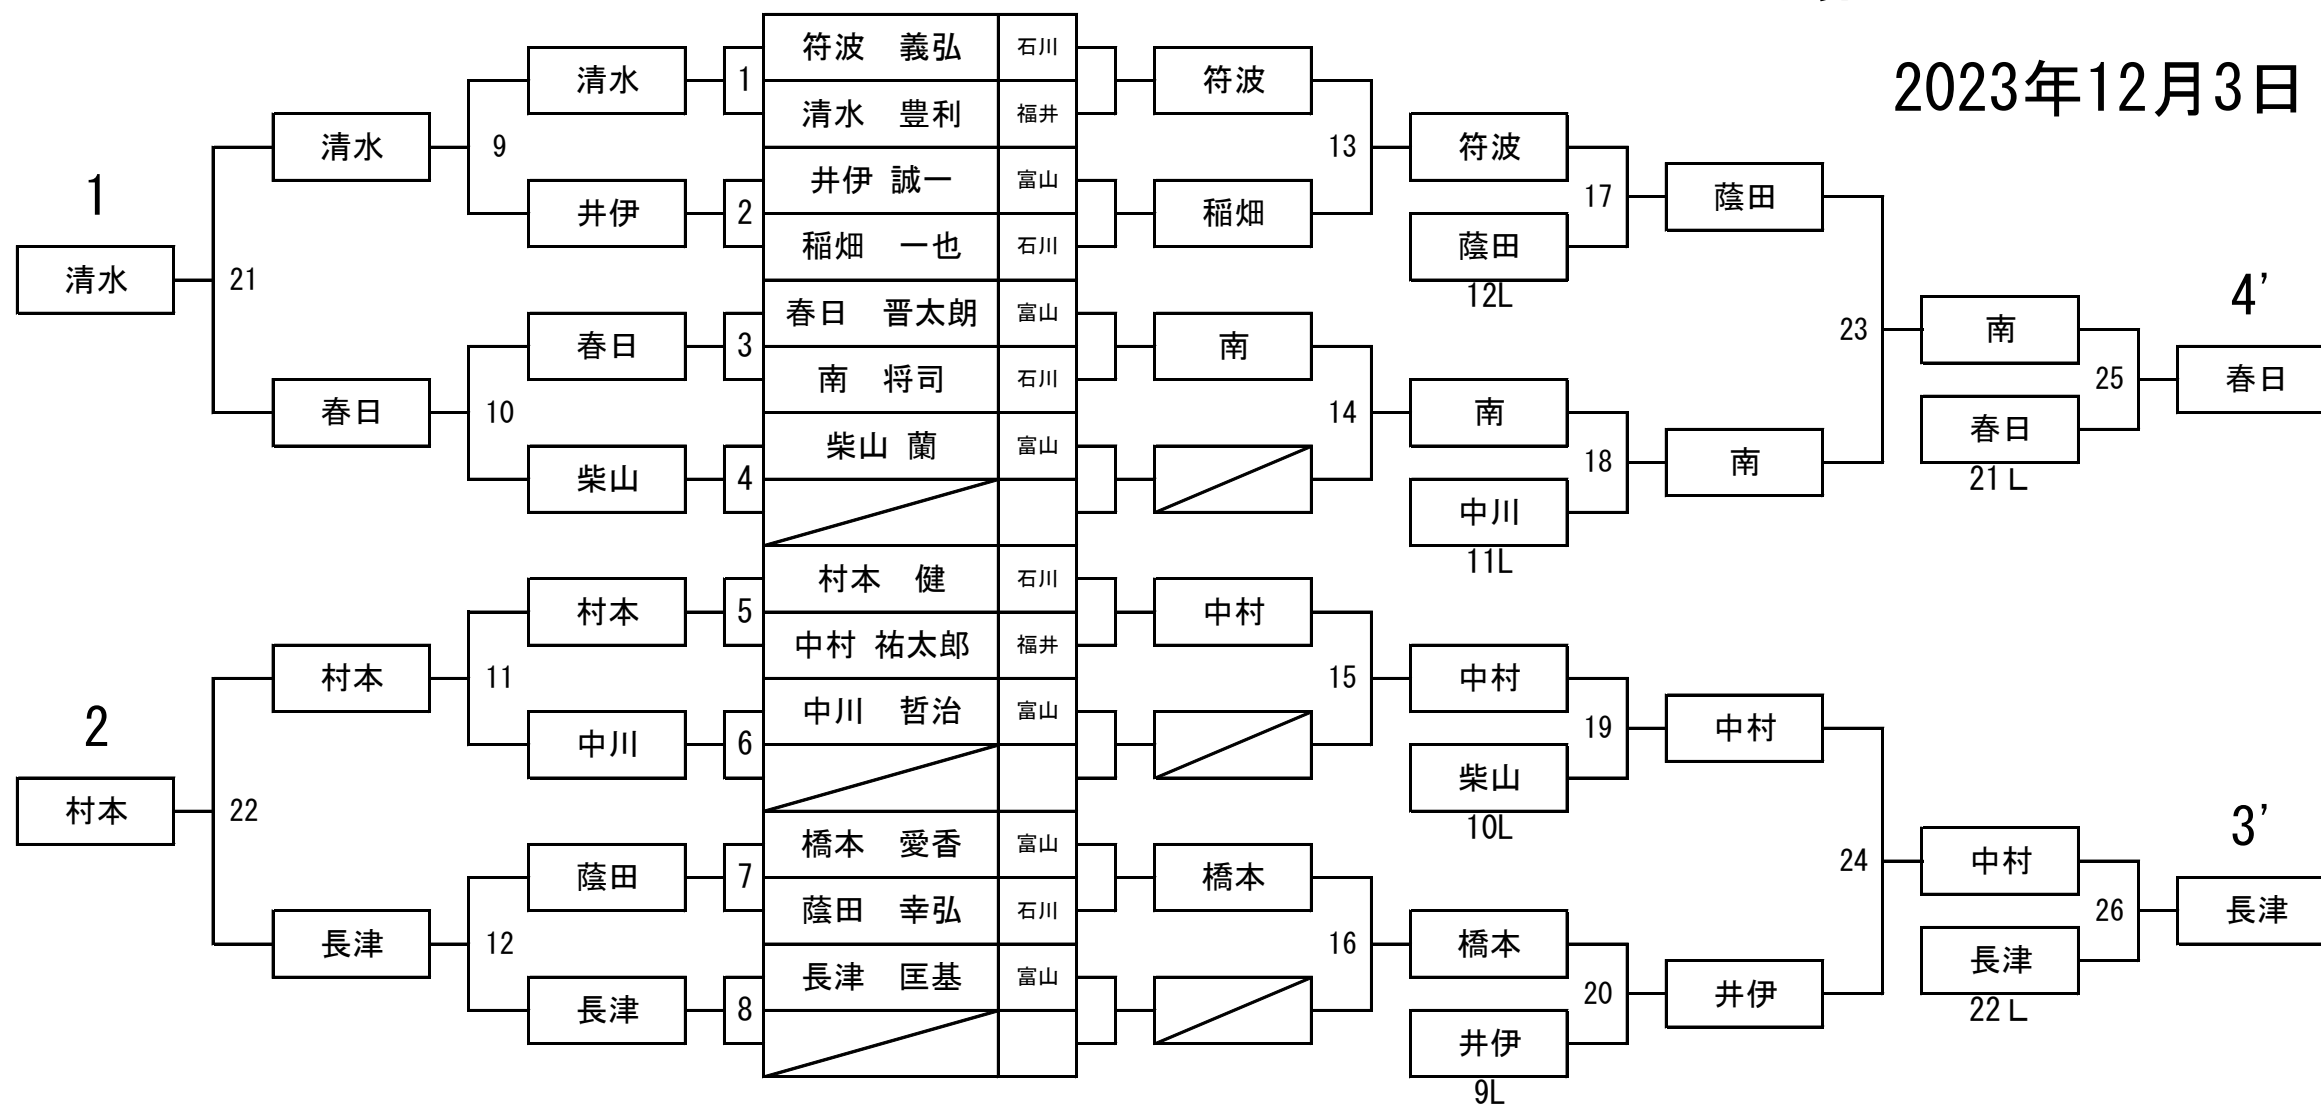 2023年12月3日
符波　義弘 石川
清水 1 符波
清水　豊利 福井
清水 9 13 符波
井伊 誠一 富山
1 17 蔭田
井伊 2 稲畑
稲畑　一也 石川
蔭田
清水 21 12L 4'
春日　晋太朗 富山
春日 3 南 23 南
南　将司 石川
25 春日
春日 10 14 南
春日
柴山 蘭 富山
柴山 4 18 南 21L
中川
11L
村本　健 石川
村本 5 中村
中村 祐太郎 福井
村本 11 15 中村
中川　哲治 富山
2 19 中村
中川 6
柴山
村本 22 10L 3'
橋本　愛香 富山
蔭田 7 橋本 24 中村
蔭田　幸弘 石川
26 長津
長津 12 16 橋本
長津
長津　匡基 富山
20 井伊
長津 8 22L
井伊
9L